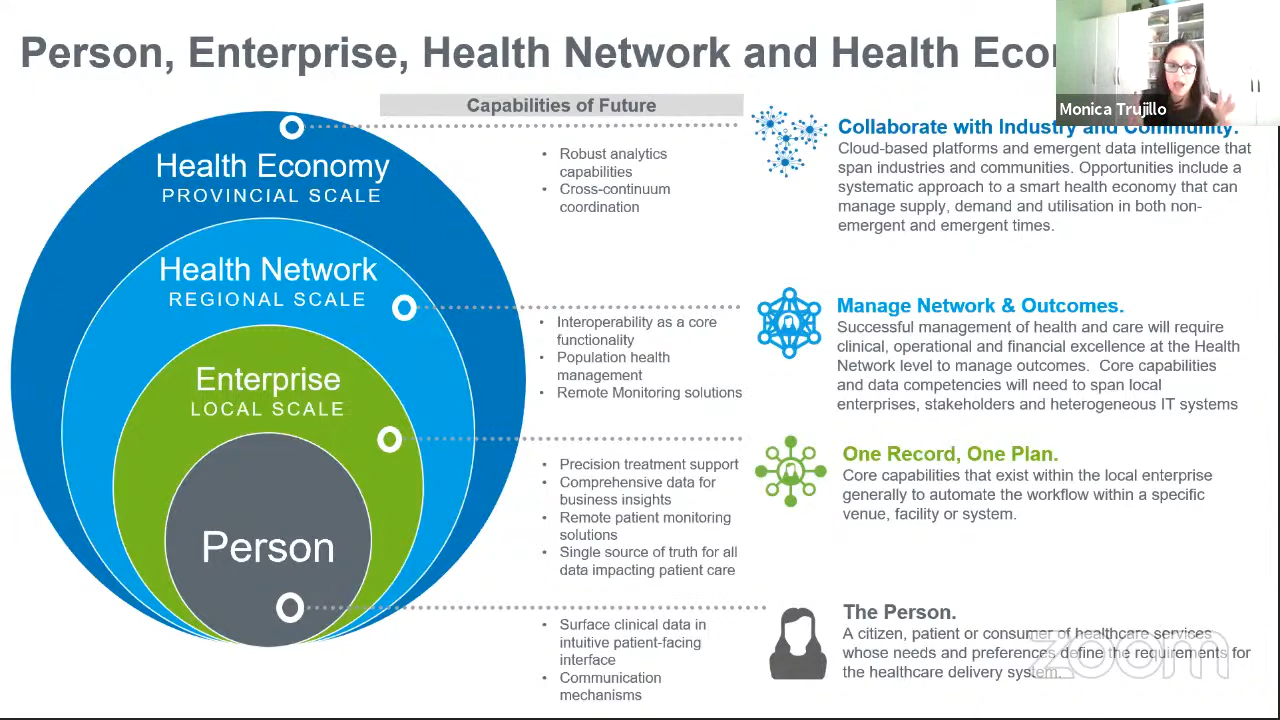 Person, Enterprise, Health Network and Health Eco
Monica Trujillo
Capabilities of Future
Health Economy
PROVINCIAL SCALE
• Robust analytics
capabilities
• Cross-continuum
coordination
Collaborate with Industry and Community.
Cloud-based platforms and emergent data intelligence that
span industries and communities. Opportunities include a
systematic approach to a smart health economy that can
manage supply, demand and utilisation in both non-
emergent and emergent times.
Health Network
REGIONAL SCALE
• Interoperability as a core
functionality
• Population health
management
• Remote Monitoring solutions
Manage Network & Outcomes.
Successful management of health and care will require
clinical, operational and financial excellence at the Health
Network level to manage outcomes. Core capabilities
and data competencies will need to span local
enterprises, stakeholders and heterogeneous IT systems
Enterprise
LOCAL SCALE
• Precision treatment support
• Comprehensive data for
business insights
• Remote patient monitoring
solutions
• Single source of truth for all
data impacting patient care
One Record, One Plan.
Core capabilities that exist within the local enterprise
generally to automate the workflow within a specific
venue, facility or system.
Person
• Surface clinical data in
intuitive patient-facing
interface
• Communication
mechanisms
The Person.
A citizen, patient or consumer of healthcare services
whose needs and preferences define the requirements for
the healthcare delivery system.
zoom